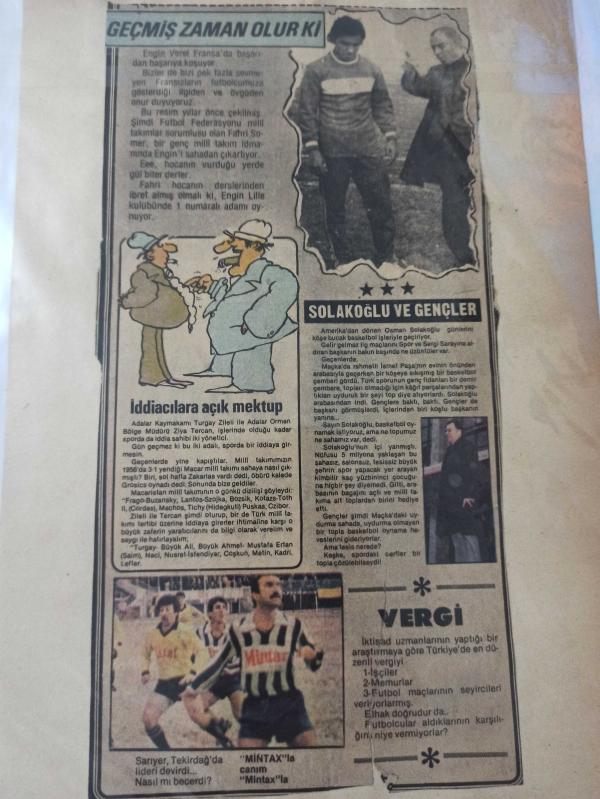 GEÇMİŞ ZAMAN OLUR Kİ
Engin Verel Fransa'da başarı-
dan başarıya koşuyor.
Bizler de bizi pek fazla sevme-
yen Fransızların futbolcumuza
gösterdiği ilgiden ve övgüden
onur duyuyoruz.
Bu resim yıllar önce çekilmiş.
Şimdi Futbol Federasyonu milli
takımlar sorumlusu olan Fahri So-
mer, bir genç milli takım idma-
nında Engin'i sahadan çıkartıyor.
Eee, hocanın vurduğu yerde
gül biter derler.
Fahri hocanın derslerinden
ibret almış olmalı ki, Engin Lille
kulübünde 1 numaralı adamı oy-
nuyor.
İddiacılara açık mektup
Adalar Kaymakamı Turgay Zileli ile Adalar Orman
Bölge Müdürü Ziya Tercan, işlerinde olduğu kadar
sporda da iddia sahibi iki yönetici.
Gün geçmez ki bu iki adalı, sporda bir iddiaya gir-
mesin.
Geçenlerde yine kapıştılar. Milli takımımızın
1956'da 3-1 yendiği Macar milli takımı sahaya nasıl çık-
mıştı? Biri, sol hafta Zakarias vardı dedi, öbürü kalede
Grosics oynadı dedi. Sonunda bize geldiler.
Macaristan milli takımının o günkü dizilişi şöyleydi:
"Frago-Buzansky, Lantos-Szojka, Bozsik, Kotazs-Toth
II, (Cordas), Machos, Tichy (Hidegkuti) Puskas, Czibor.
Zileli ile Tercan şimdi oturup, bir de Türk milli ta-
kımı tertibi üzerine iddiaya girerler ihtimaline karşı o
büyük zaferin yaratıcılarını da bilgi olarak verelim ve
saygı ile hatırlayalım;
"Turgay- Büyük Ali, Büyük Ahmet- Mustafa Ertan
(Saim), Naci, Nusret-İsfendiyar, Coşkun, Metin, Kadri,
Lefter.
SOLAKOĞLU VE GENÇLER
Amerika'dan dönen Osman Solakoğlu günlerini
köşe bucak basketbol işleriyle geçiriyor.
Gelir gelmez lig maçlarını Spor ve Sergi Sarayına al-
dıran başkanın bakın başında ne üzüntüler var.
Geçenlerde.
Maçka'da rahmetli İsmet Paşa'nın evinin önünden
arabasıyla geçerken bir köşeye sıkışmış bir basketbol
çemberi gördü. Türk sporunun genç fidanları bir demir
çembere, topları olmadığı için kâğıt parçalarından yap-
tıkları uyduruk bir şeyi top diye atıyorlardı. Solakoğlu
arabasından indi. Gençlere baktı, baktı. Gençler de
başkanı görmüşlerdi. İçlerinden biri koştu başkanın
yanına...
—Sayın Solakoğlu, basketbol oy-
namak istiyoruz, ama ne topumuz
ne sahamız var, dedi.
Solakoğlu'nun içi yanmıştı.
Nüfusu 5 milyona yaklaşan bu
sahasız, salonsuz, tesissiz büyük
şehrin spor yapacak yer arayan
kimbilir kaç yüzbininci çocuğu-
na hiçbir şey diyemedi. Gitti, ara-
basının bagajını açtı ve milli ta-
kıma ait toplardan birini hediye
etti.
Gençler şimdi Maçka'daki uy-
durma sahada, uydurma olmayan
bir topla basketbol oynama he-
veslerini gideriyorlar.
Ama tesis nerede?
Keşke, spordaki dertler bir
topla çözülebilseydi!
VERGİ
İktisad uzmanlarının yaptığı bir
araştırmaya göre Türkiye'de en dü-
zenli vergiyi
1-İşçiler
2-Memurlar
3-Futbol maçlarının seyircileri
veriyorlarmış.
Elhak doğrudur da..
Futbolcular aldıklarının karşılı-
ğını niye vermiyorlar?
Mintax
Sarıyer, Tekirdağ'da
lideri devirdi...
Nasıl mı becerdi?
"MİNTAX"la
canım
"Mintax"la